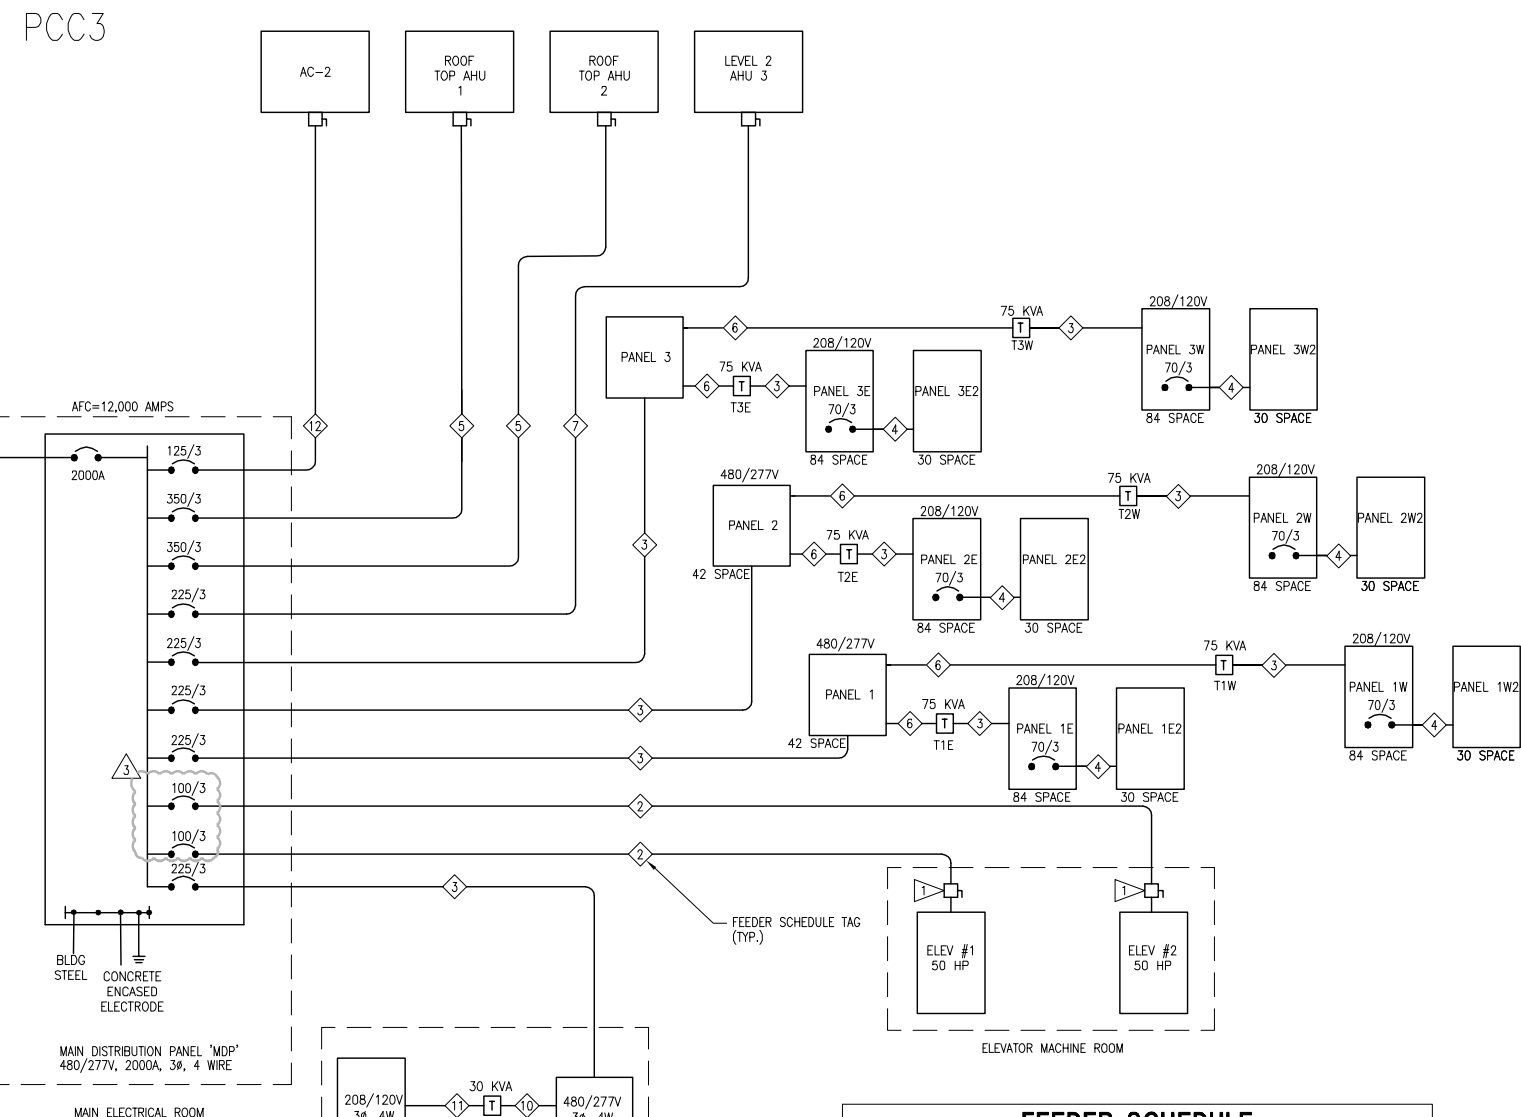 PCC3
AC-2
ROOF
TOP AHU
1
ROOF
TOP AHU
2
LEVEL 2
AHU 3
208/120V
75 KVA
6
T
3
T3W
PANEL 3W
70/3
4
84 SPACE
PANEL 3W2
30 SPACE
PANEL 3
208/120V
75 KVA
6
T
3
T3E
PANEL 3E
70/3
4
84 SPACE
PANEL 3E2
30 SPACE
AFC=12,000 AMPS
12
5
5
7
2000A
125/3
350/3
350/3
225/3
225/3
225/3
225/3
3
100/3
100/3
225/3
3
3
3
2
2
3
480/277V
PANEL 2
42 SPACE
6
75 KVA
T
T2W
3
208/120V
PANEL 2W
70/3
4
84 SPACE
PANEL 2W2
30 SPACE
75 KVA
6
T
3
T2E
208/120V
PANEL 2E
70/3
4
84 SPACE
PANEL 2E2
30 SPACE
480/277V
PANEL 1
42 SPACE
6
75 KVA
T
T1W
3
208/120V
PANEL 1W
70/3
4
84 SPACE
PANEL 1W2
30 SPACE
75 KVA
6
T
3
T1E
208/120V
PANEL 1E
70/3
4
84 SPACE
PANEL 1E2
30 SPACE
FEEDER SCHEDULE TAG
(TYP.)
1
1
ELEV #1
50 HP
ELEV #2
50 HP
ELEVATOR MACHINE ROOM
BLDG
STEEL
CONCRETE
ENCASED
ELECTRODE
MAIN DISTRIBUTION PANEL 'MDP'
480/277V, 2000A, 3ø, 4 WIRE
MAIN ELECTRICAL ROOM
208/120V
3ø, 4W
11
30 KVA
T
10
480/277V
3ø, 4W
FEEDER SCHEDULE